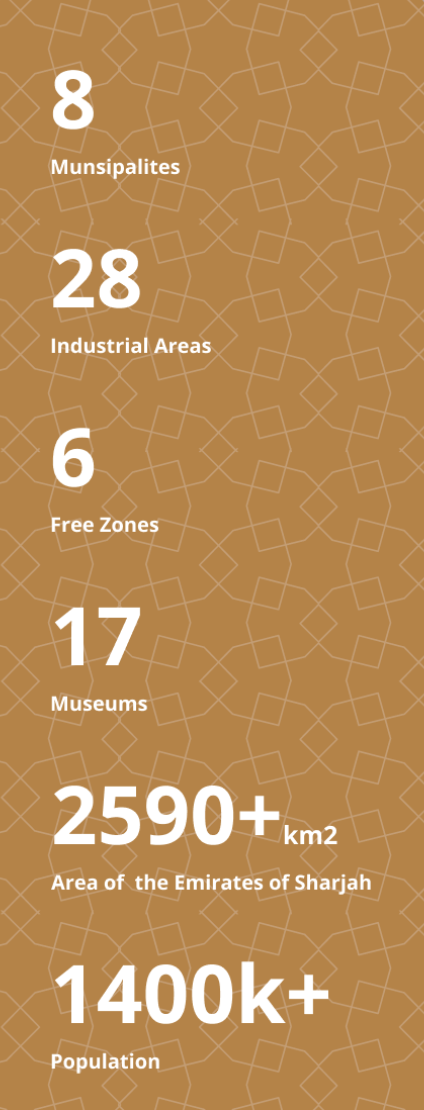 8
Munsipalites
28
Industrial Areas
6
Free Zones
17
Museums
2590+km2
Area of  the Emirates of Sharjah
1400k+
Population